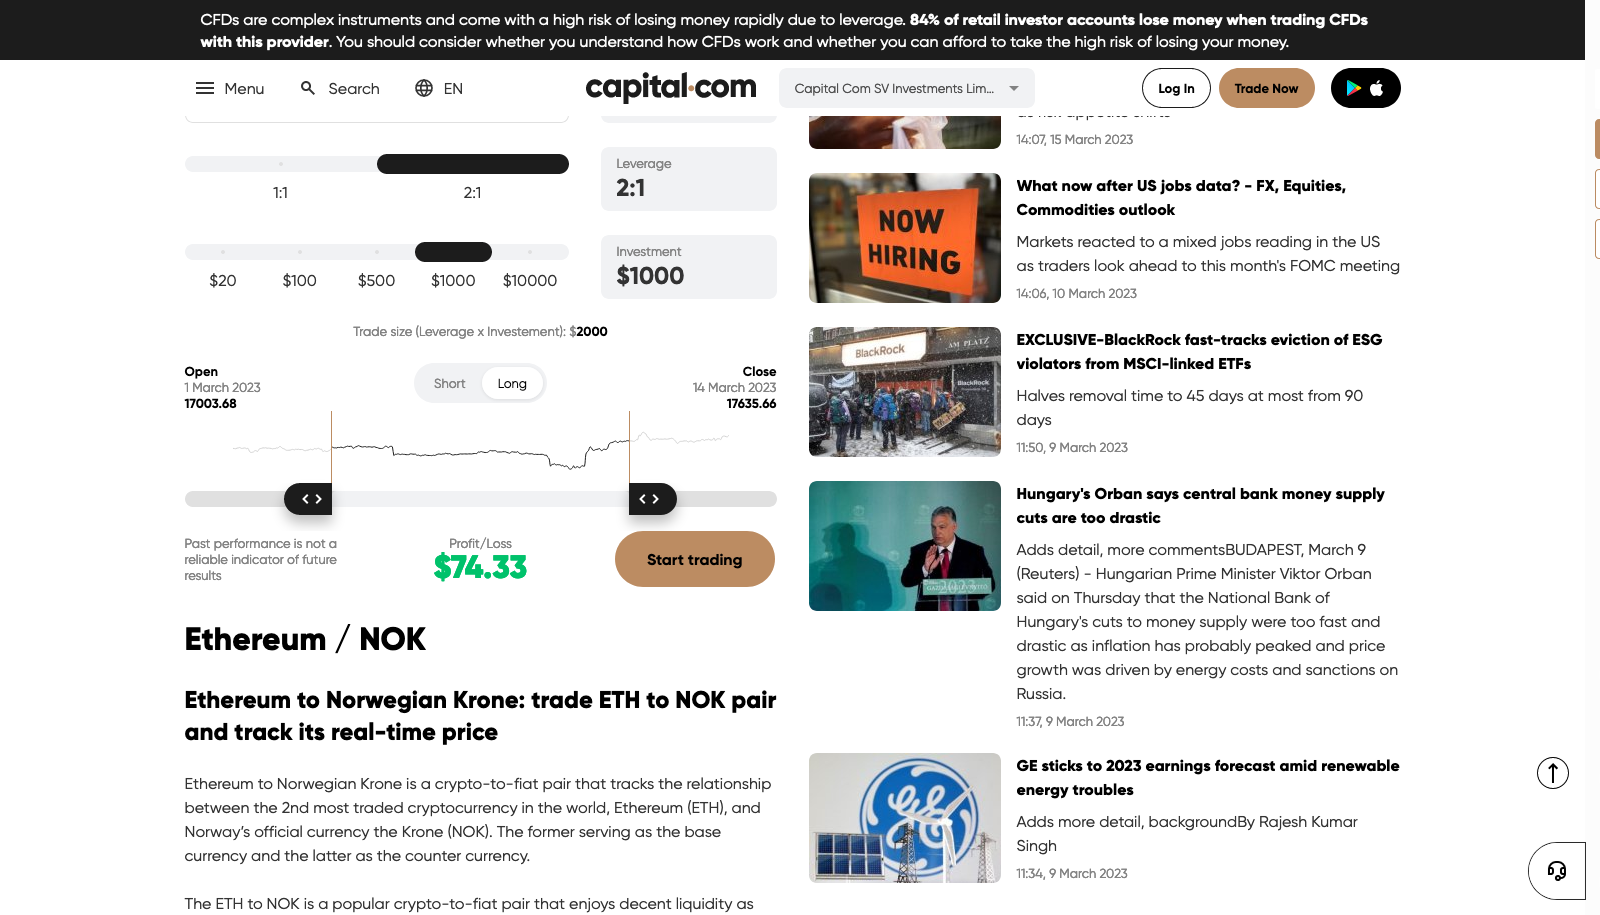 CFDs are complex instruments and come with a high risk of losing money rapidly due to leverage. 84% of retail investor accounts lose money when trading CFDs
with this provider. You should consider whether you understand how CFDs work and whether you can afford to take the high risk of losing your money.
Menu
Search
EN
capital.com
Capital Com SV Investments Lim...
Log In
Trade Now
1:1
2:1
Leverage
2:1
$20
$100
$500
$1000
$10000
Investment
$1000
Trade size (Leverage x Investement): $2000
Open
1 March 2023
17003.68
Short
Long
Close
14 March 2023
17635.66
Past performance is not a
reliable indicator of future
results
Profit/Loss
$74.33
Start trading
Ethereum / NOK
Ethereum to Norwegian Krone: trade ETH to NOK pair
and track its real-time price
Ethereum to Norwegian Krone is a crypto-to-fiat pair that tracks the relationship
between the 2nd most traded cryptocurrency in the world, Ethereum (ETH), and
Norway’s official currency the Krone (NOK). The former serving as the base
currency and the latter as the counter currency.
The ETH to NOK is a popular crypto-to-fiat pair that enjoys decent liquidity as
as risk appetite shifts
14:07, 15 March 2023
NOW
HIRING
What now after US jobs data? - FX, Equities,
Commodities outlook
Markets reacted to a mixed jobs reading in the US
as traders look ahead to this month's FOMC meeting
14:06, 10 March 2023
AM PLATZ
BlackRock
BlackRock
EXCLUSIVE-BlackRock fast-tracks eviction of ESG
violators from MSCI-linked ETFs
Halves removal time to 45 days at most from 90
days
11:50, 9 March 2023
Hungary's Orban says central bank money supply
cuts are too drastic
Adds detail, more commentsBUDAPEST, March 9
(Reuters) - Hungarian Prime Minister Viktor Orban
said on Thursday that the National Bank of
Hungary's cuts to money supply were too fast and
drastic as inflation has probably peaked and price
growth was driven by energy costs and sanctions on
Russia.
11:37, 9 March 2023
GE sticks to 2023 earnings forecast amid renewable
energy troubles
Adds more detail, backgroundBy Rajesh Kumar
Singh
11:34, 9 March 2023